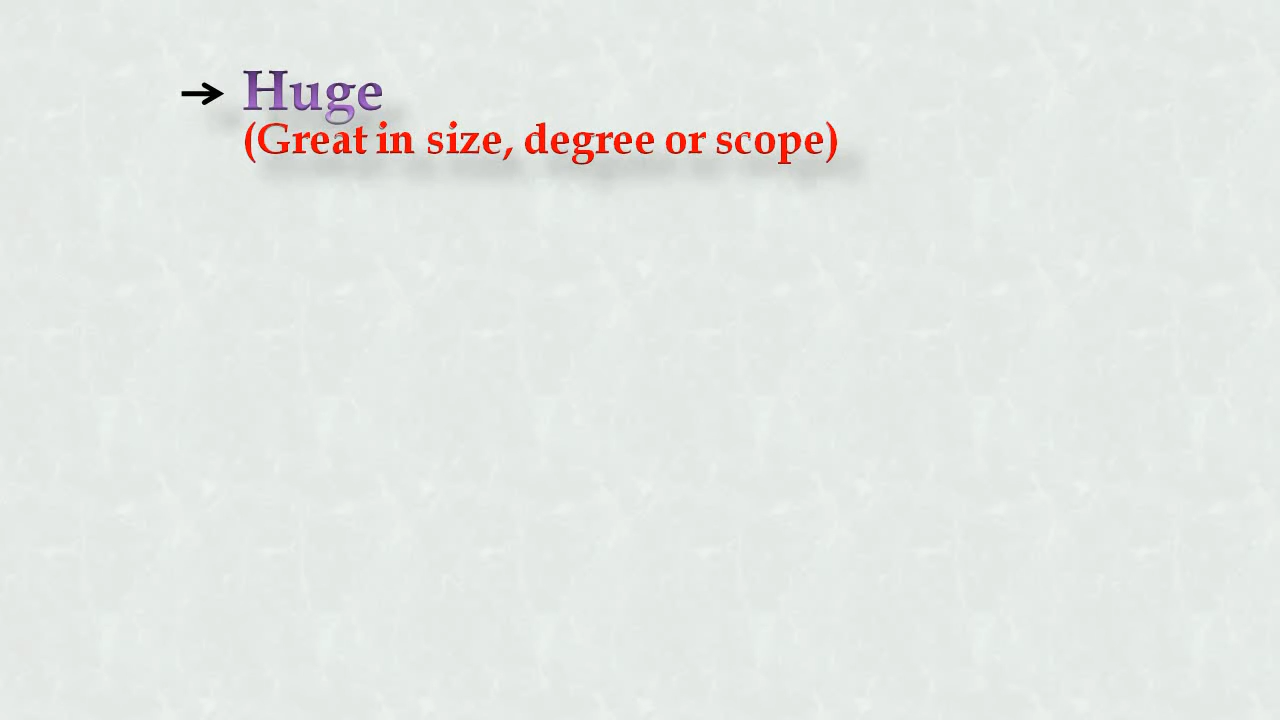 → Huge
(Great in size, degree or scope)